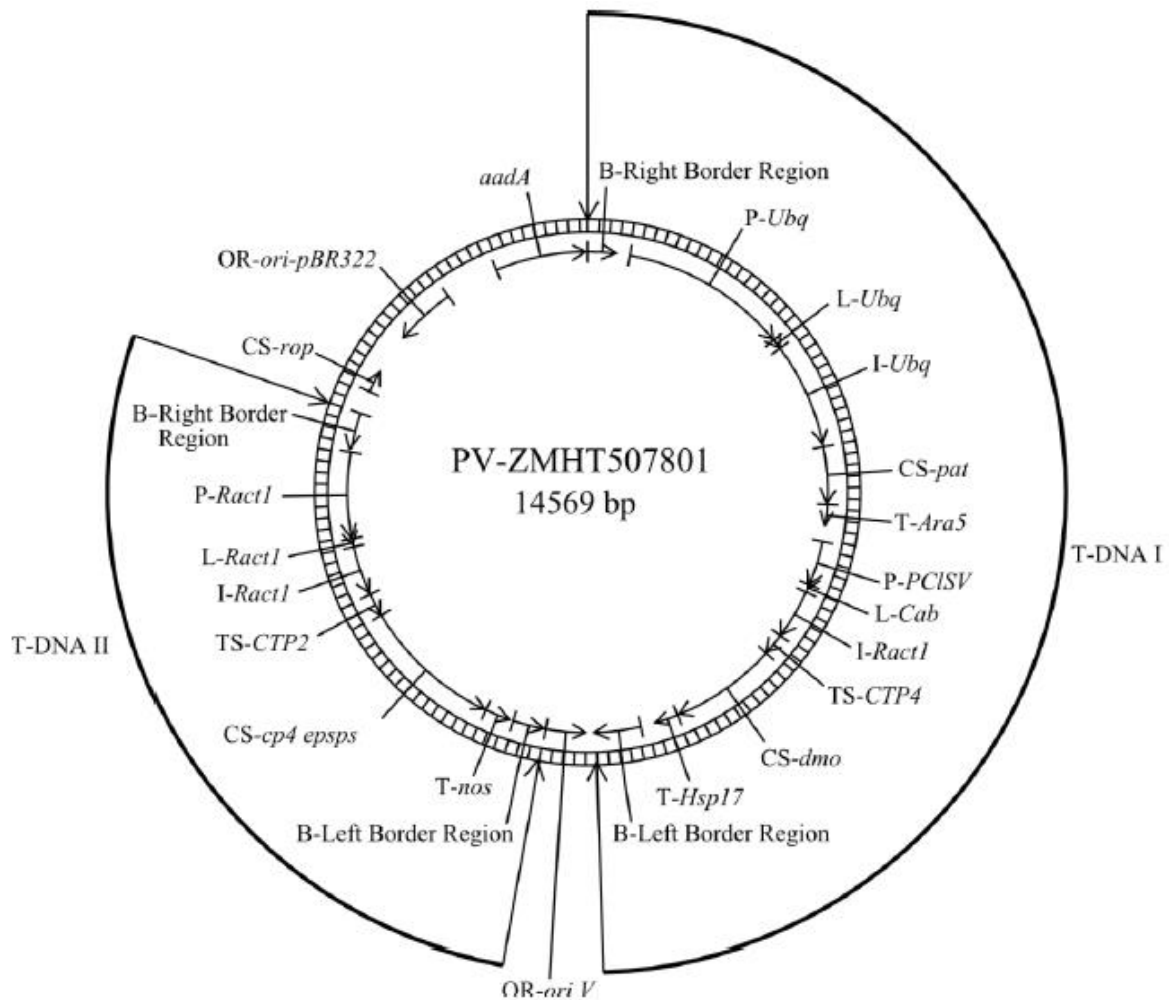 aadA
B-Right Border Region
P-Ubq
OR-ori-pBR322
L-Ubq
CS-rop
I-Ubq
B-Right Border
Region
PV-ZMHT507801
14569 bp
CS-pat
P-Ract1
T-Ara5
T-DNA I
L-Ract1
P-PClSV
I-Ract1
L-Cab
T-DNA II
TS-CTP2
I-Ract1
TS-CTP4
CS-cp4 epsps
CS-dmo
T-nos
T-Hsp17
B-Left Border Region
B-Left Border Region
OR-ori V